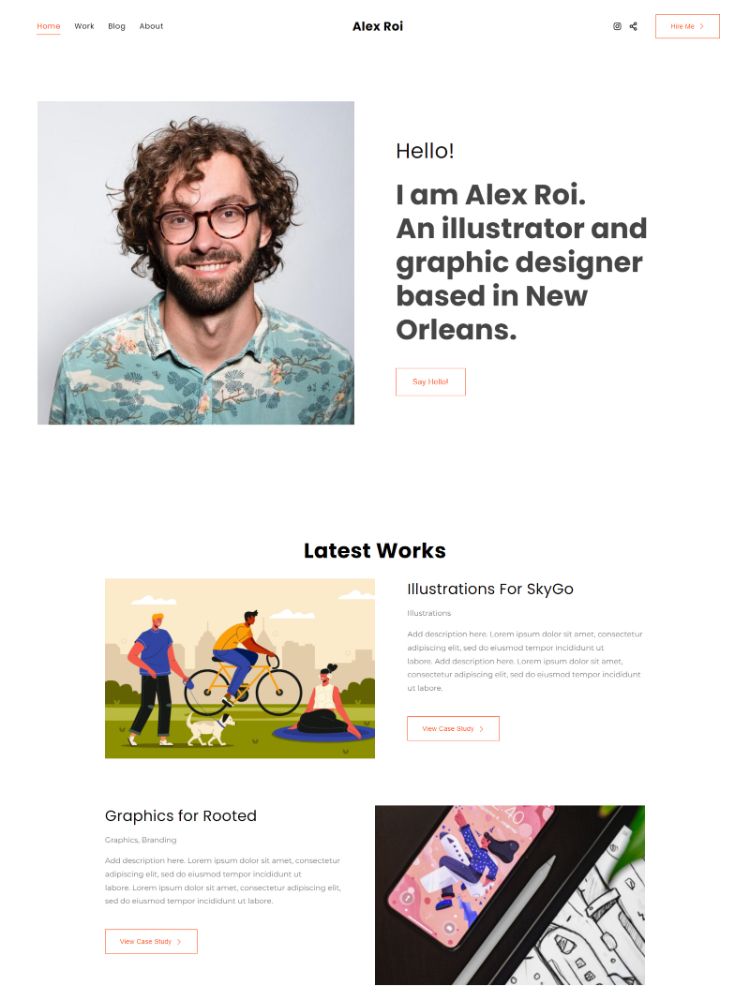 Home Work Blog About Alex Roi Hire Me
Hello!
I am Alex Roi.
An illustrator and
graphic designer
based in New
Orleans.
Say Hello!
Latest Works
Illustrations For SkyGo
Illustrations
Add description here. Lorem ipsum dolor sit amet, consectetur
adipiscing elit, sed do eiusmod tempor incididunt ut
labore. Add description here. Lorem ipsum dolor sit amet,
consectetur adipiscing elit, sed do eiusmod tempor incididunt
ut labore.
View Case Study
Graphics for Rooted
Graphics, Branding
Add description here. Lorem ipsum dolor sit amet, consectetur
adipiscing elit, sed do eiusmod tempor incididunt ut
labore. Lorem ipsum dolor sit amet, consectetur adipiscing elit,
sed do eiusmod tempor incididunt ut labore.
View Case Study